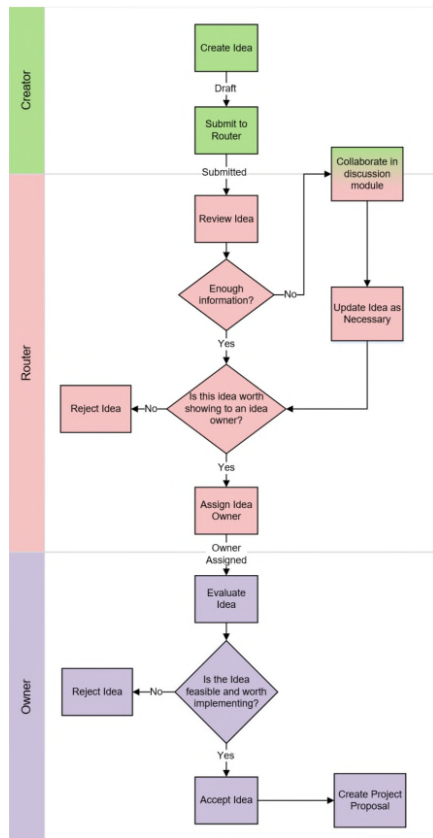 Creator
Create Idea
Draft
Submit to
Router
Submitted
Collaborate in
discussion
module
Router
Review Idea
Enough
information?
No
Update Idea as
Necessary
Yes
Is this idea worth
showing to an idea
owner?
No
Reject Idea
Yes
Assign Idea
Owner
Owner
Assigned
Owner
Evaluate
Idea
Is the Idea
feasible and worth
implementing?
No
Reject Idea
Yes
Accept Idea
Create Project
Proposal